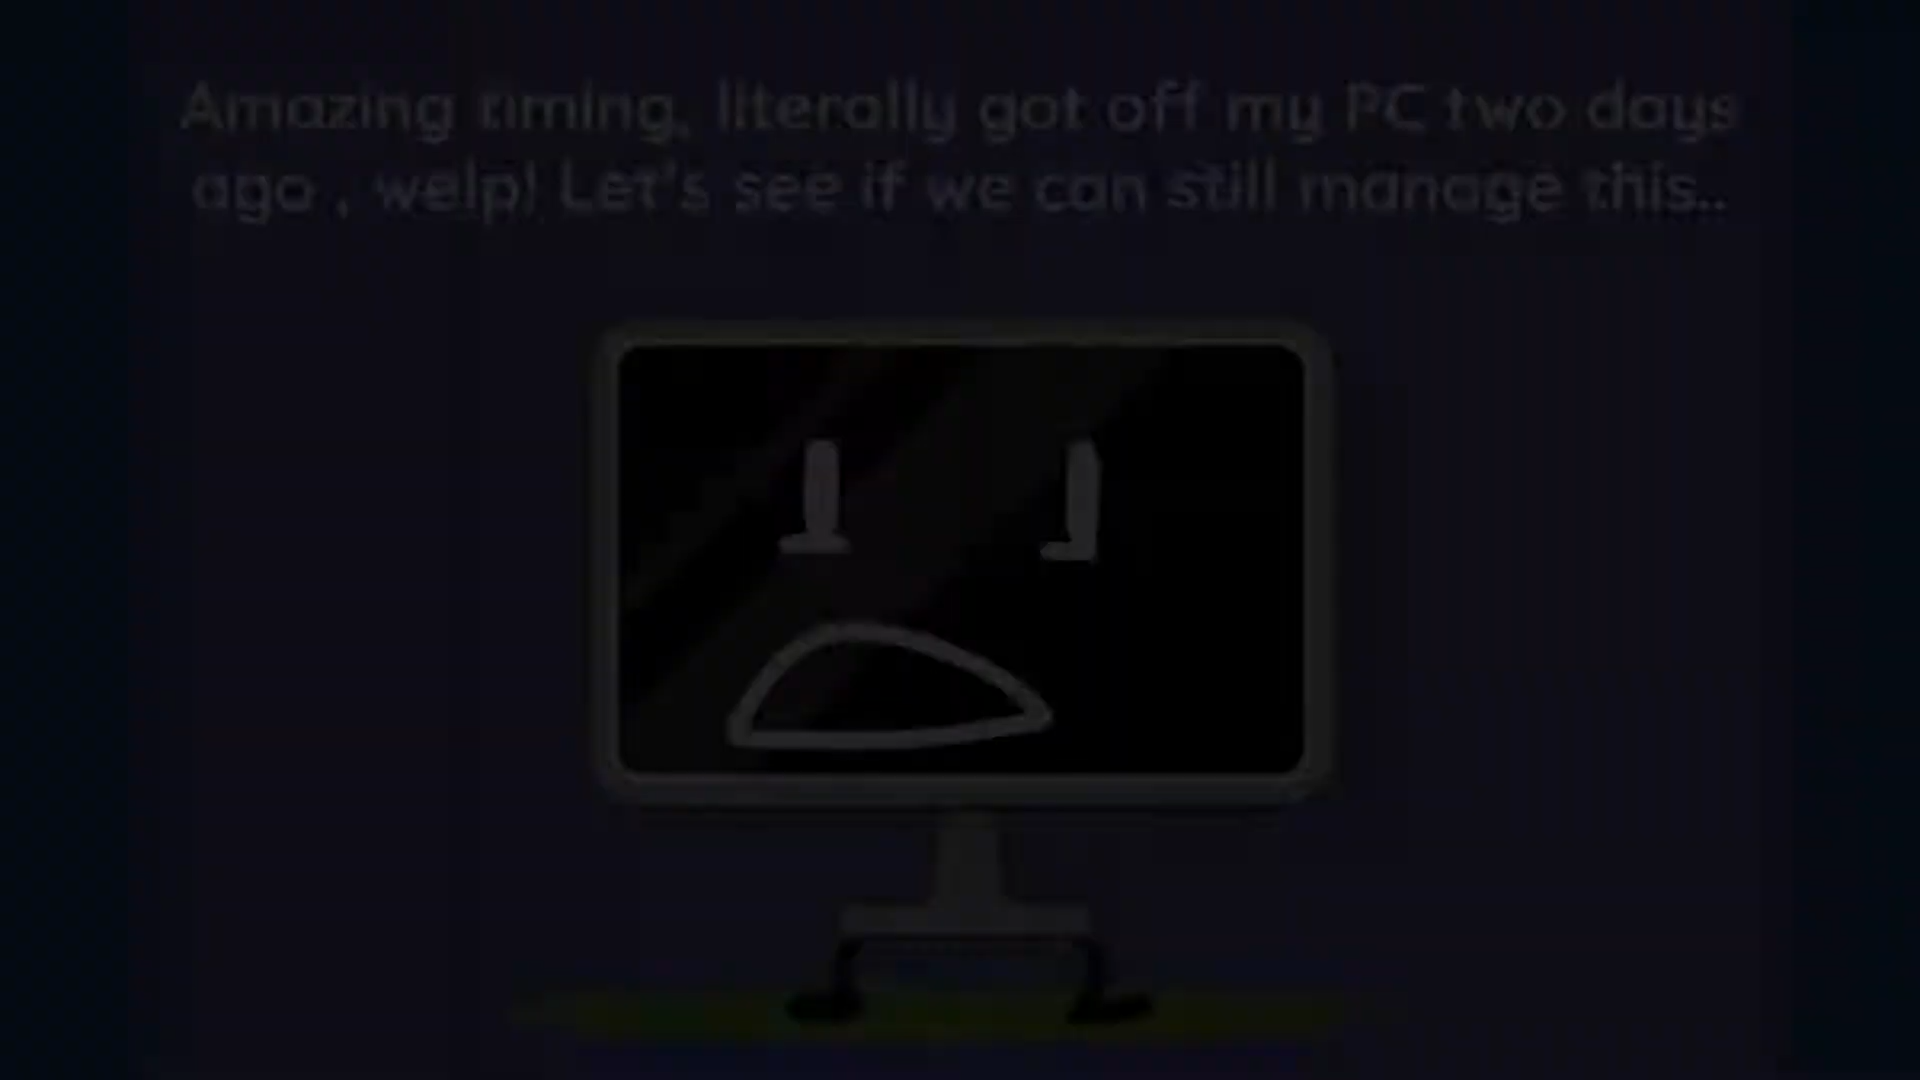 Amazing timing, literally got off my PC two days
ago , welp! Let's see if we can still manage this..